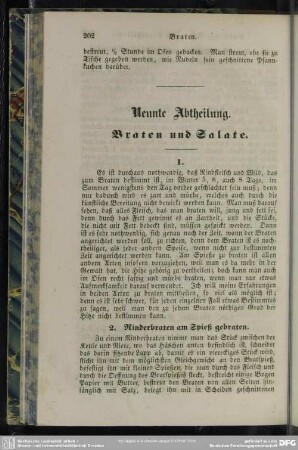 202 Braten.
bestreut, ½ Stunde im Ofen gebacken. Man streut, ehe sie zu
Tische gegeben werden, wie Nudeln fein geschnittene Pfann-
kuchen darüber.
Neunte Abtheilung.
Braten und Salate.
1.
Es ist durchaus nothwendig, das Rindfleisch und Wild, das
zum Braten bestimmt ist, im Winter 5, 6, auch 8 Tage, im
Sommer wenigstens den Tag vorher geschlachtet sein muß; denn
nur dadurch wird es zart und mürbe, welches auch durch die
künstliche Bereitung nicht bewirkt werden kann. Man muß darauf
sehen, daß alles Fleisch, das man braten will, jung und fett sei,
denn durch das Fett gewinnt es an Zartheit, und die Stücke,
die nicht mit Fett bedeckt sind, müssen gespickt werden. Dann
ist es sehr nothwendig, sich genau nach der Zeit, wann der Braten
angerichtet werden soll, zu richten, denn dem Braten ist es nach-
theiliger, als jeder andern Speise, wenn nicht zur bestimmten
Zeit angerichtet werden kann. Am Spieße zu braten ist allen
andern Arten insofern vorzuziehen, weil man es da mehr in der
Gewalt hat, die Hitze gehörig zu vertheilen; doch kann man auch
im Ofen recht saftig und mürbe braten, wenn man nur etwas
Aufmerksamkeit darauf verwendet. Ich will meine Erfahrungen
in beiden Arten zu braten mittheilen, so viel als möglich ist;
denn es ist sehr schwer, für jeden einzelnen Fall etwas Bestimmtes zu
sagen, weil man den zu jedem Braten nöthigen Grad der
Hitze nicht bestimmen kann.
2. Rinderbraten am Spieß gebraten.
Zu einem Rinderbraten nimmt man das Stück zwischen der
Keule und Niere, wo das Häschen unten befindlich ist, schneidet
das darin sitzende Lapp ab, damit es ein viereckiges Stück wird,
steckt ihn mit dem möglichsten Gleichgewicht an den Bratspieß,
befestigt ihn mit kleinen Spießen, die man durch das Fleisch und
durch die Oeffnung des Bratspießes steckt, bestreicht einige Bogen
Papier mit Butter, bestreut den Braten von allen Seiten hin-
länglich mit Salz, belegt ihn mit in Scheiben geschnittenen